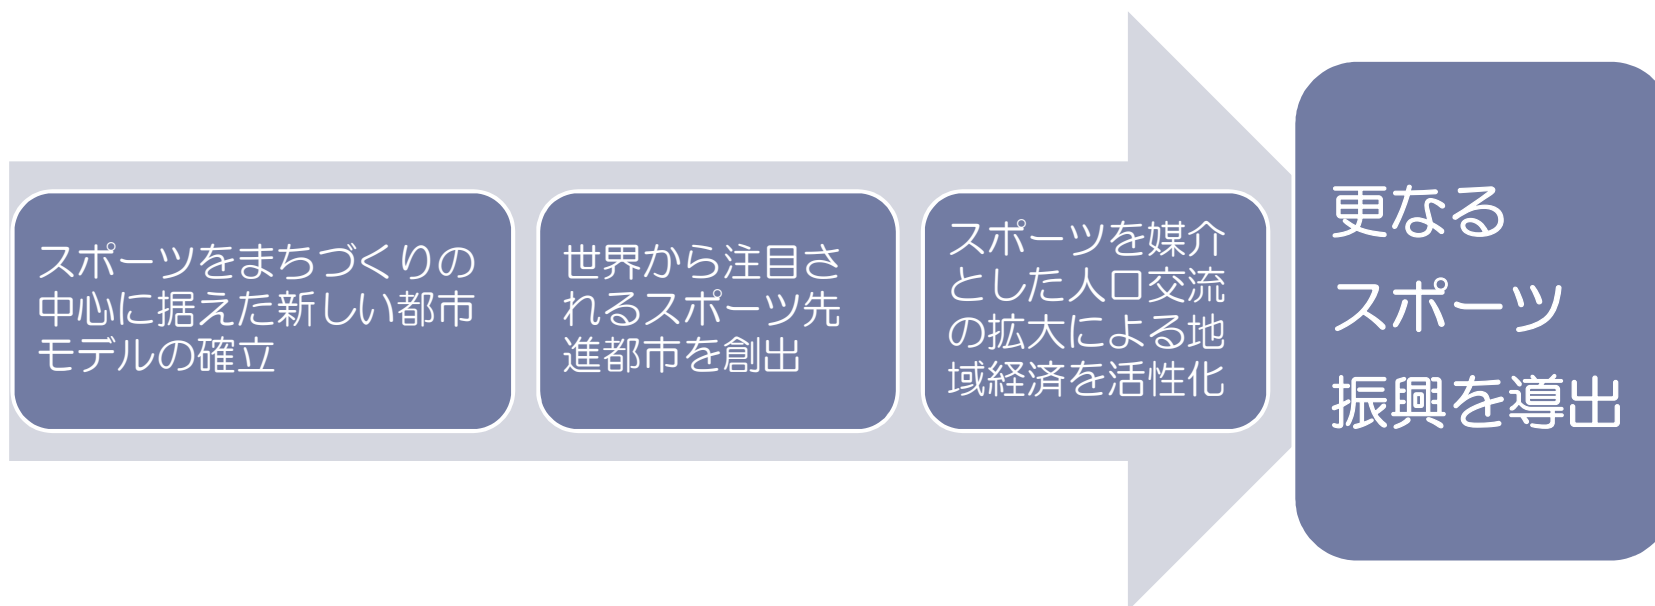 スポーツをまちづくりの
中心に据えた新しい都市
モデルの確立
世界から注目さ
れるスポーツ先
進都市を創出
スポーツを媒介
とした人口交流
の拡大による地
域経済を活性化
更なる
スポーツ
振興を導出